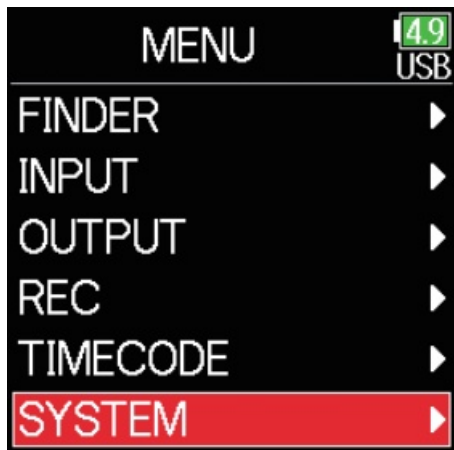 MENU
4.9
USB
FINDER
INPUT
OUTPUT
REC
TIMECODE
SYSTEM